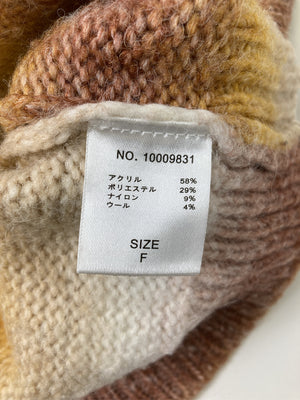 NO. 10009831
アクリル 58%
ポリエステル 29%
ナイロン 9%
ウール 4%
SIZE
F